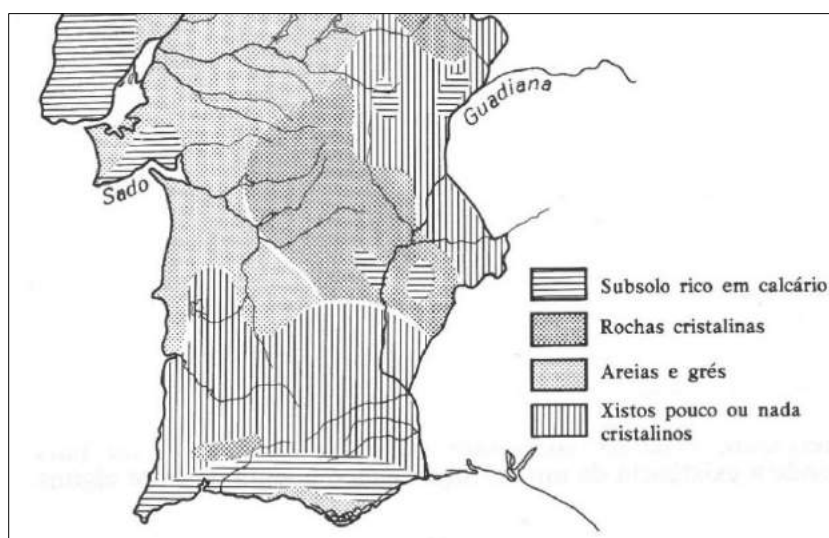 Guadiana
Sado
Subsolo rico em calcário
Rochas cristalinas
Areias e grés
Xistos pouco ou nada
cristalinos